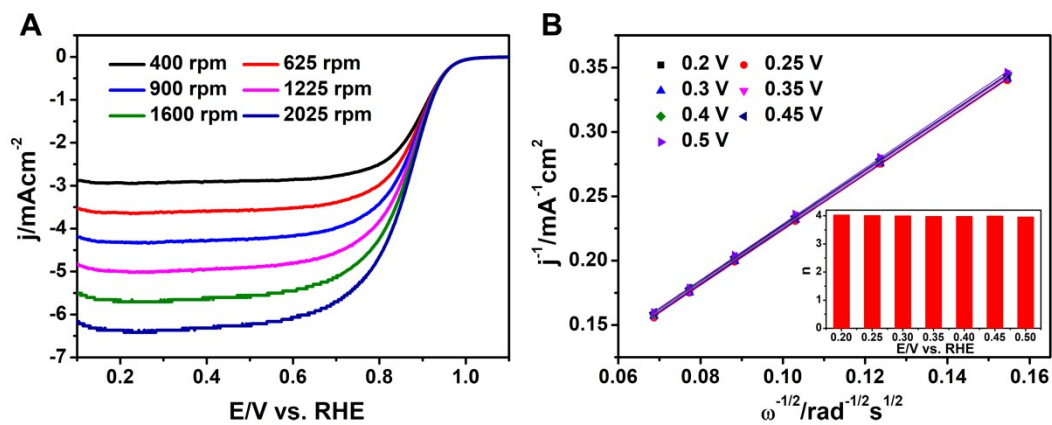 A
400 rpm 625 rpm
900 rpm 1225 rpm
1600 rpm 2025 rpm
0
-1
-2
-3
-4
-5
-6
-7
j/mAcm⁻²
0.2 0.4 0.6 0.8 1.0
E/V vs. RHE
B
0.2 V 0.25 V
0.3 V 0.35 V
0.4 V 0.45 V
0.5 V
0.35
0.30
0.25
0.20
0.15
j⁻¹/mA⁻¹cm²
0.06 0.08 0.10 0.12 0.14 0.16
ω⁻¹/²/rad⁻¹/²s¹/²
4
3
2
1
0
n
0.20 0.25 0.30 0.35 0.40 0.45 0.50
E/V vs. RHE